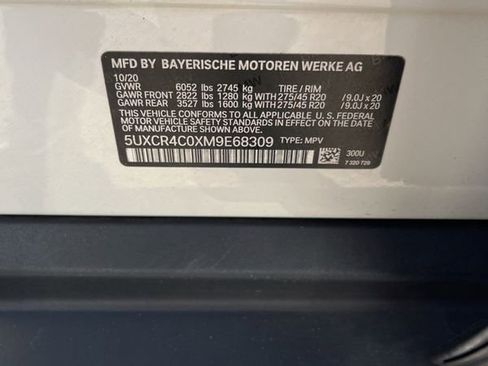 MFD BY BAYERISCHE MOTOREN WERKE AG
10/20
GVWR 6052 lbs 2745 kg TIRE / RIM
GAWR FRONT 2822 lbs 1280 kg WITH 275/45 R20 /9.0J x 20
GAWR REAR 3527 lbs 1600 kg WITH 275/45 R20 /9.0J x 20
THIS VEHICLE CONFORMS TO ALL APPLICABLE U.S. FEDERAL
MOTOR VEHICLE SAFETY STANDARDS IN EFFECT ON THE
DATE OF MANUFACTURE SHOWN ABOVE.
5UXCR4C0XM9E68309 TYPE: MPV
300U
7 320 729